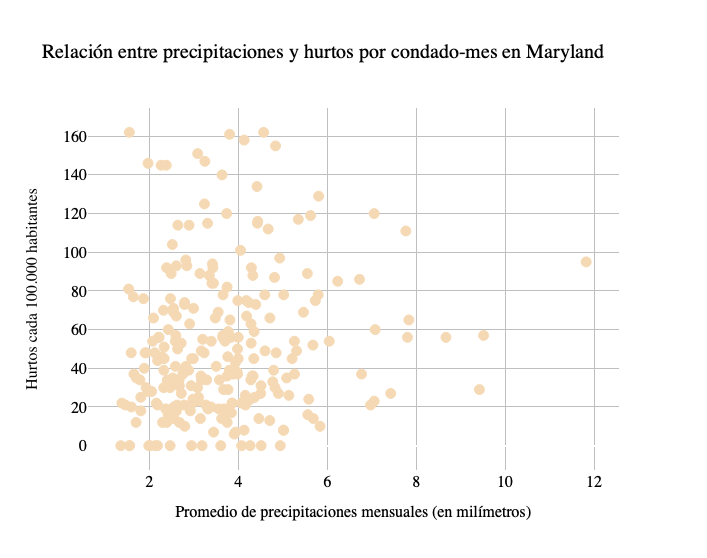 Relación entre precipitaciones y hurtos por condado-mes en Maryland
Hurtos cada 100.000 habitantes
160
140
120
100
80
60
40
20
0
2 4 6 8 10 12
Promedio de precipitaciones mensuales (en milímetros)